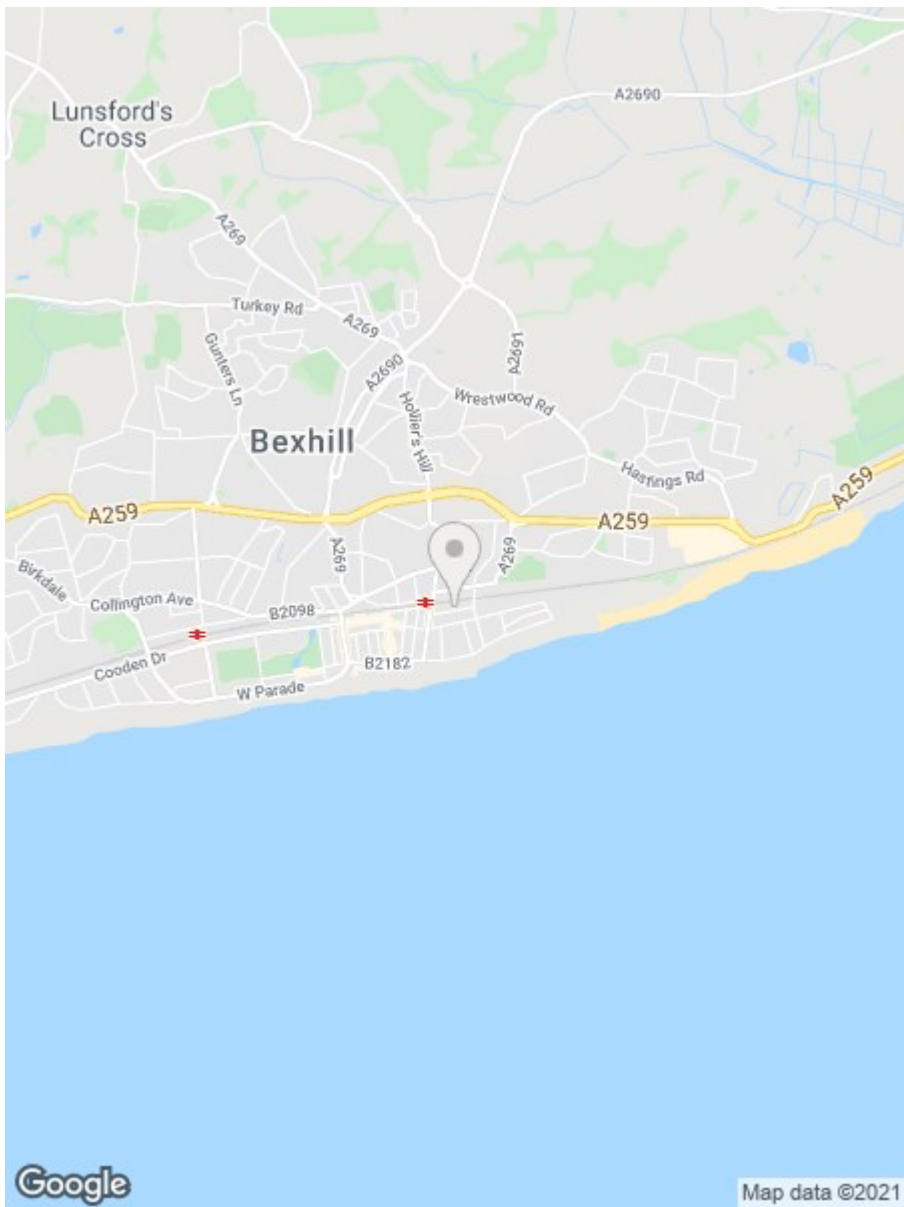 A2690
Lunsford's
Cross
A269
Turkey Rd
A269
Gunters Ln
A2691
A2690
Wrestwood Rd
Hollier's Hill
Bexhill
Hastings Rd
A259
A259
A259
A269
A269
Birkdale
Collington Ave
B2098
Cooden Dr
B2182
W Parade
Google
Map data ©2021